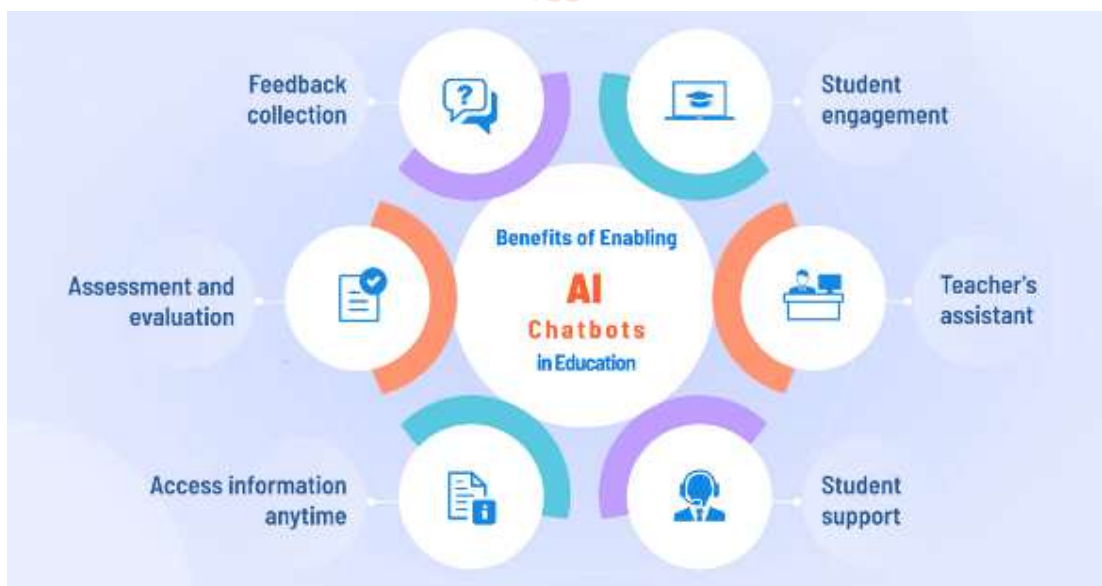 Feedback
collection
Student
engagement
Benefits of Enabling
AI
Chatbots
in Education
Assessment and
evaluation
Teacher's
assistant
Access information
anytime
Student
support